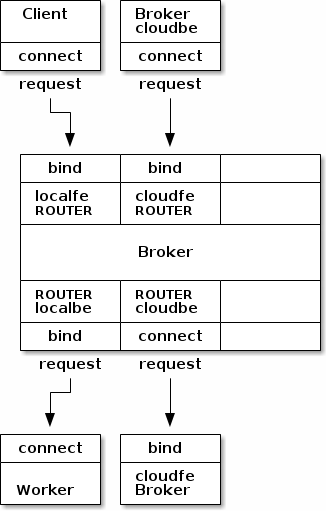 Client
Broker
cloudbe
connect
connect
request
request
bind
bind
localfe
ROUTER
cloudfe
ROUTER
Broker
ROUTER
localbe
ROUTER
cloudbe
bind
connect
request
request
connect
bind
Worker
cloudfe
Broker